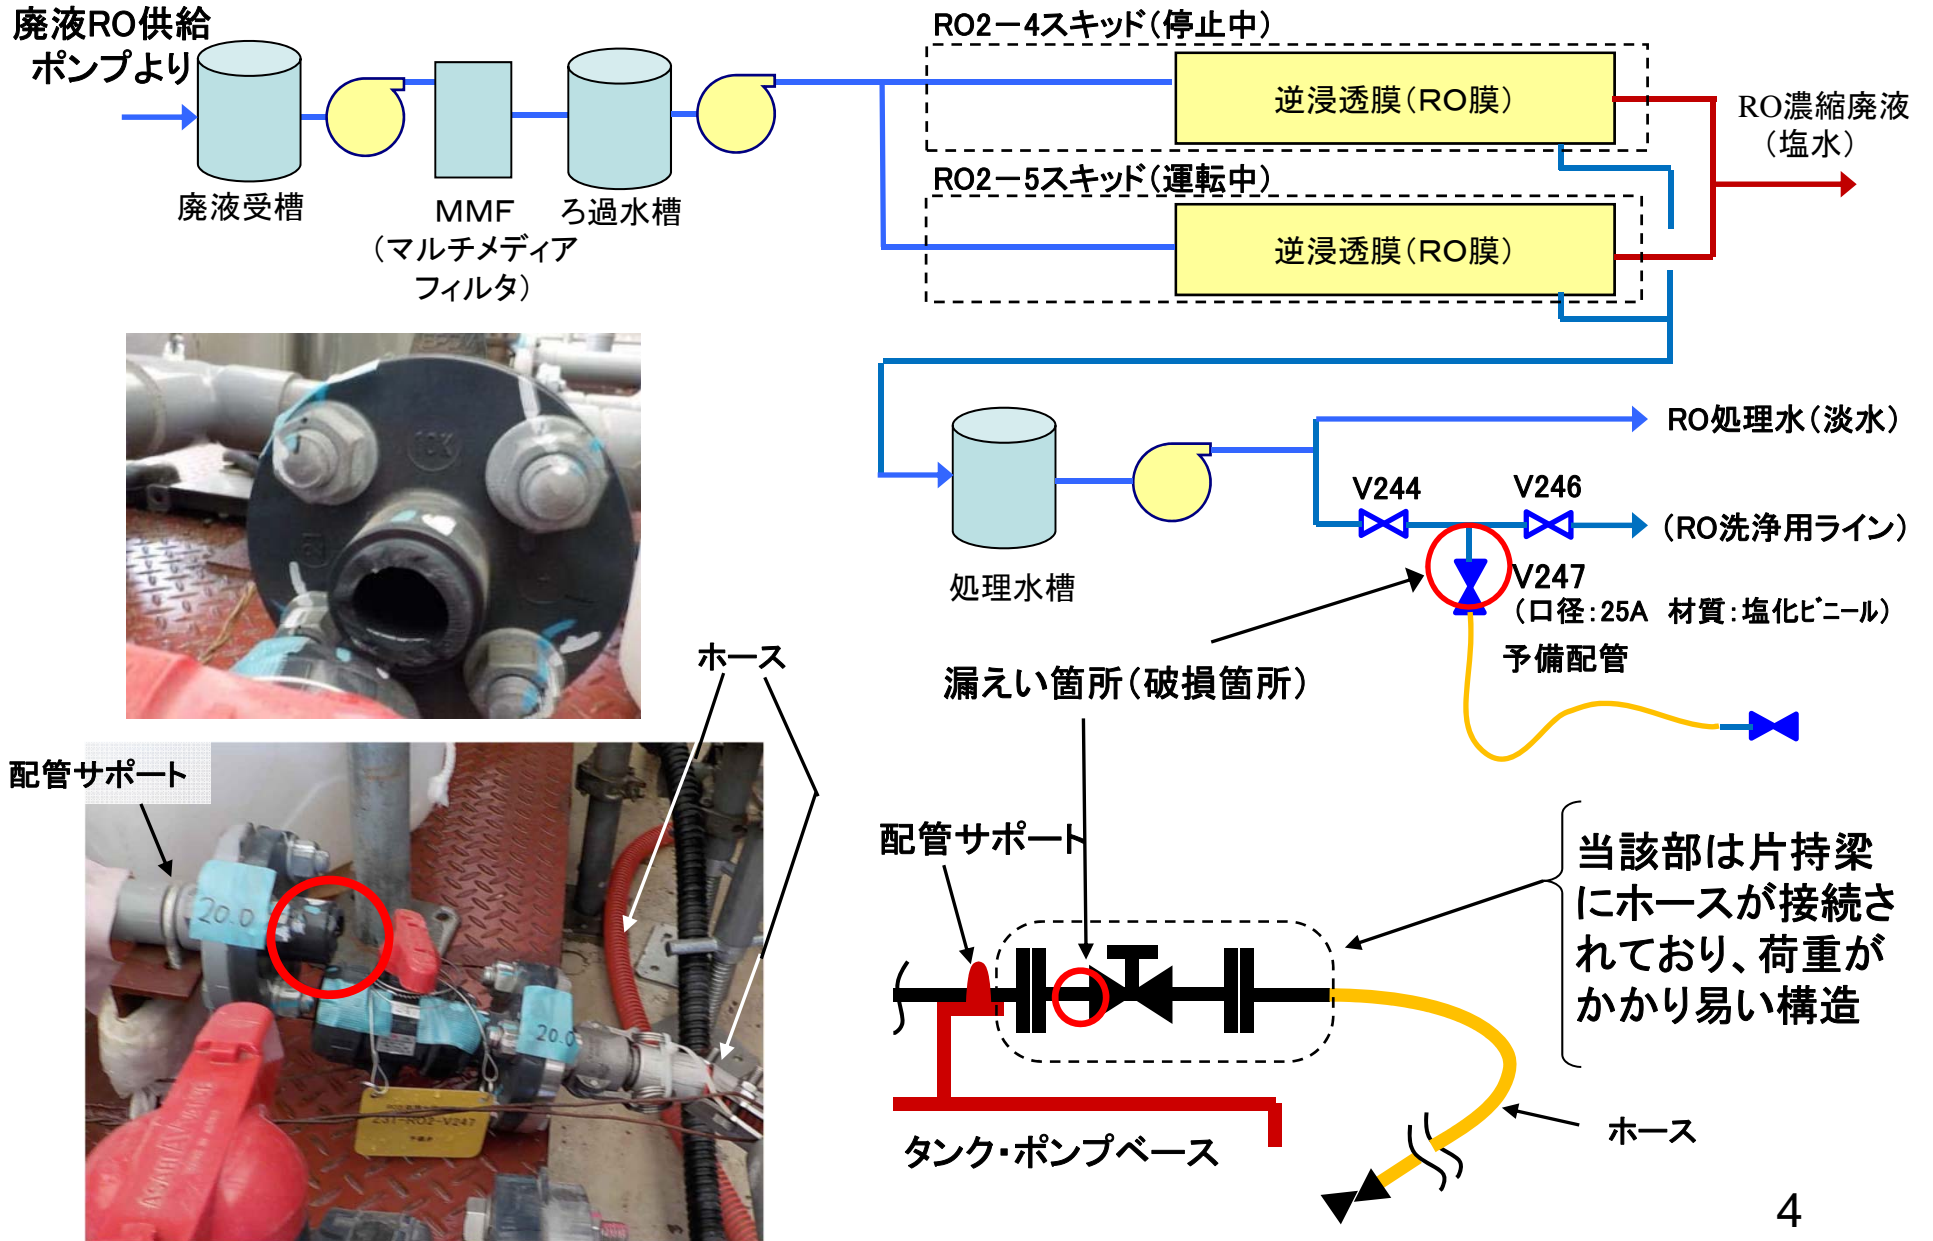 廃液RO供給
ポンプより
RO2－4スキッド（停止中）
逆浸透膜（RO膜）
RO濃縮廃液
（塩水）
RO2－5スキッド（運転中）
逆浸透膜（RO膜）
廃液受槽
MMF
（マルチメディア
フィルタ）
ろ過水槽
RO処理水（淡水）
V244
V246
（RO洗浄用ライン）
処理水槽
V247
（口径：25A　材質：塩化ビニール）
予備配管
10K
漏えい箇所（破損箇所）
ホース
配管サポート
20.0
20.0
231-RO2-V247
ASAHI AV
配管サポート
当該部は片持梁
にホースが接続さ
れており、荷重が
かかり易い構造
タンク・ポンプベース
ホース
4